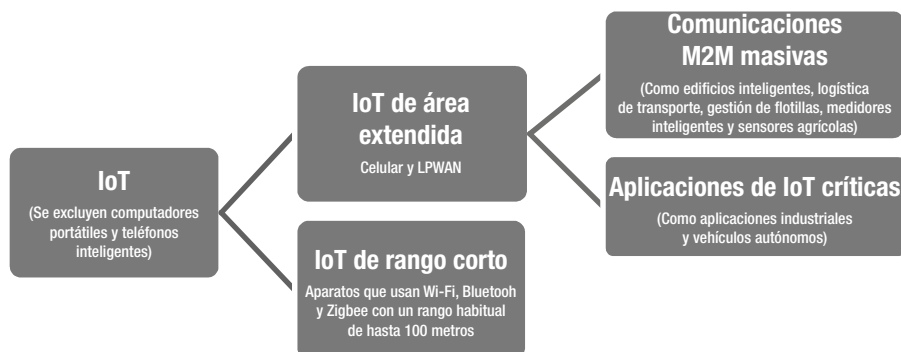 IoT
(Se excluyen computadores
portátiles y teléfonos
inteligentes)
IoT de área
extendida
Celular y LPWAN
IoT de rango corto
Aparatos que usan Wi-Fi, Bluetooh
y Zigbee con un rango habitual
de hasta 100 metros
Comunicaciones
M2M masivas
(Como edificios inteligentes, logística
de transporte, gestión de flotillas, medidores
inteligentes y sensores agrícolas)
Aplicaciones de IoT críticas
(Como aplicaciones industriales
y vehículos autónomos)